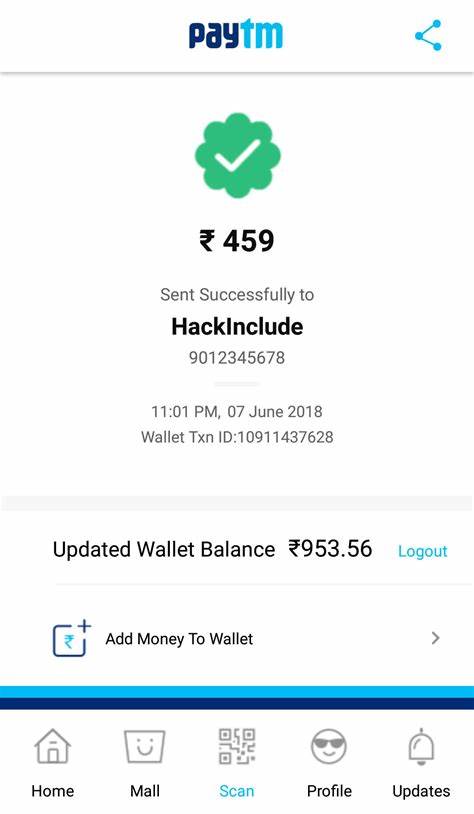 paytm
₹ 459
Sent Successfully to
HackInclude
9012345678
11:01 PM, 07 June 2018
Wallet Txn ID:10911437628
Updated Wallet Balance ₹953.56 Logout
₹ Add Money To Wallet
Home Mall Scan Profile Updates